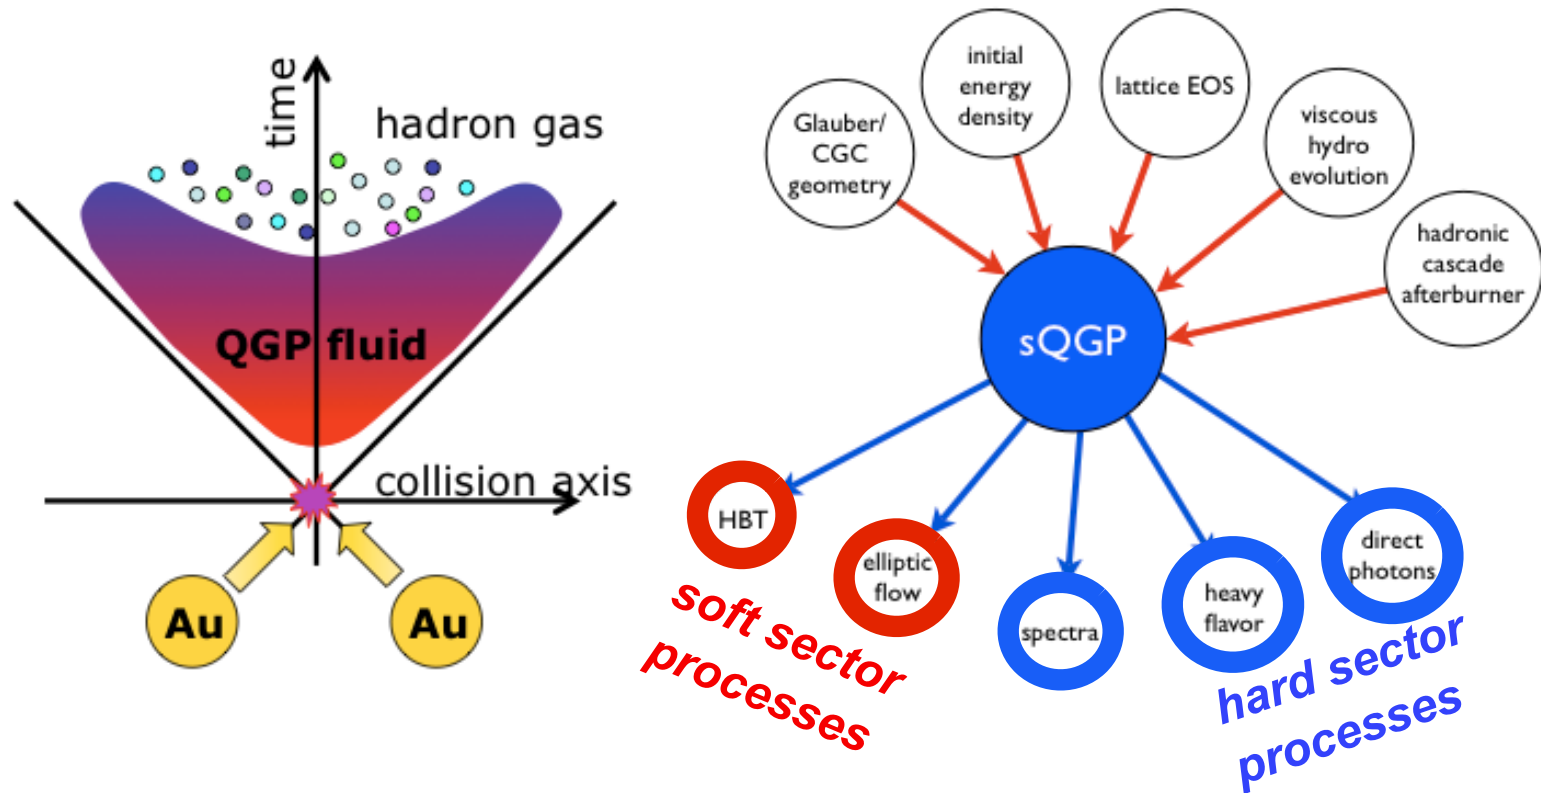 time
hadron gas
QGP fluid
collision axis
Au
Au
Glauber/
CGC
geometry
initial
energy
density
lattice EOS
viscous
hydro
evolution
hadronic
cascade
afterburner
sQGP
HBT
elliptic
flow
spectra
heavy
flavor
direct
photons
soft sector
processes
hard sector
processes